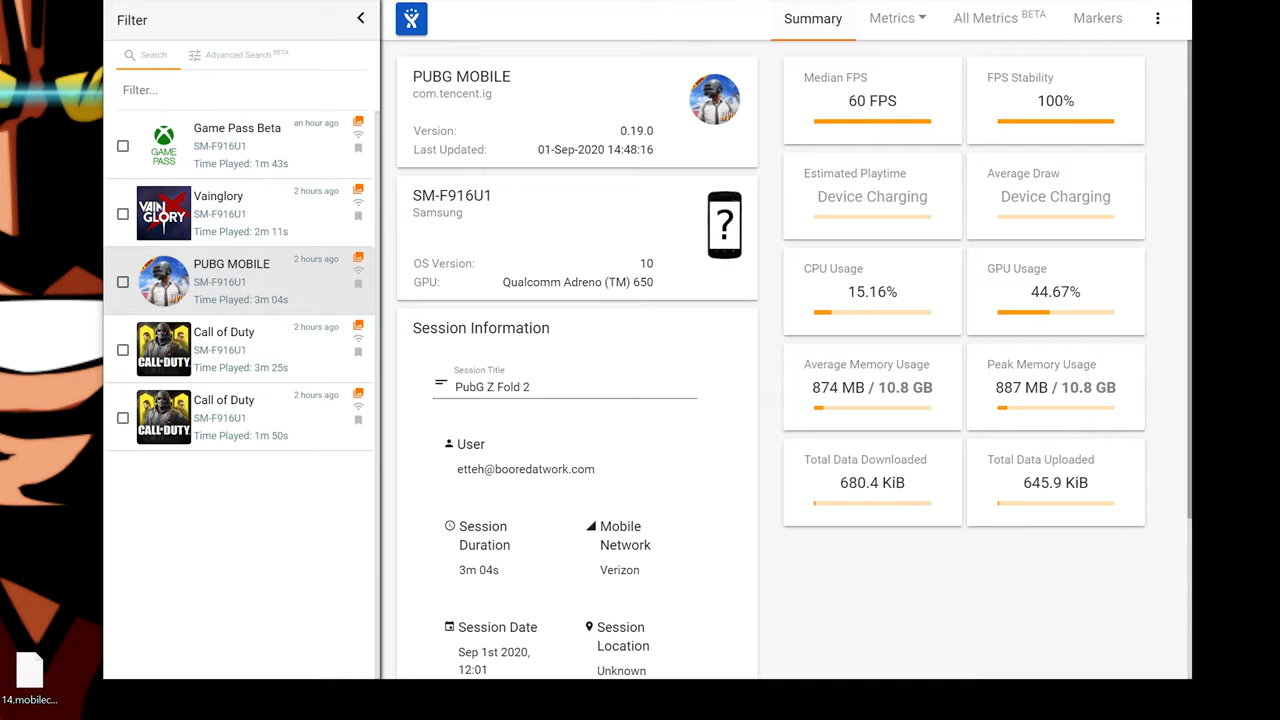 Filter
Search
Advanced Search BETA
Filter...
Game Pass Beta
an hour ago
SM-F916U1
Time Played: 1m 43s
XBOX
GAME
PASS
Vainglory
2 hours ago
SM-F916U1
Time Played: 2m 11s
VAIN
GLORY
PUBG MOBILE
2 hours ago
SM-F916U1
Time Played: 3m 04s
Call of Duty
2 hours ago
SM-F916U1
Time Played: 3m 25s
CALL OF DUTY
Call of Duty
2 hours ago
SM-F916U1
Time Played: 1m 50s
CALL OF DUTY
Summary
Metrics
All Metrics BETA
Markers
PUBG MOBILE
com.tencent.ig
Version: 0.19.0
Last Updated: 01-Sep-2020 14:48:16
SM-F916U1
Samsung
?
OS Version: 10
GPU: Qualcomm Adreno (TM) 650
Session Information
Session Title
PubG Z Fold 2
User
etteh@booredatwork.com
Session
Duration
3m 04s
Mobile
Network
Verizon
Session Date
Sep 1st 2020,
12:01
Session
Location
Unknown
Median FPS
60 FPS
FPS Stability
100%
Estimated Playtime
Device Charging
Average Draw
Device Charging
CPU Usage
15.16%
GPU Usage
44.67%
Average Memory Usage
874 MB / 10.8 GB
Peak Memory Usage
887 MB / 10.8 GB
Total Data Downloaded
680.4 KiB
Total Data Uploaded
645.9 KiB
14.mobilec...